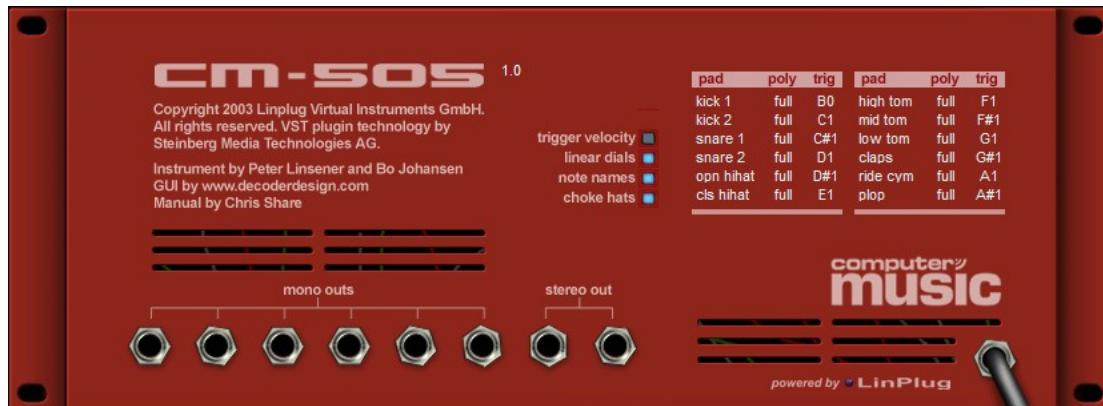 CM-505 1.0
Copyright 2003 Linplug Virtual Instruments GmbH.
All rights reserved. VST plugin technology by
Steinberg Media Technologies AG.
Instrument by Peter Linsener and Bo Johansen
GUI by www.decoderdesign.com
Manual by Chris Share
trigger velocity
linear dials
note names
choke hats
pad poly trig pad poly trig
kick 1 full B0 high tom full F1
kick 2 full C1 mid tom full F#1
snare 1 full C#1 low tom full G1
snare 2 full D1 claps full G#1
opn hihat full D#1 ride cym full A1
cls hihat full E1 plop full A#1
mono outs
stereo out
computer
music
powered by LinPlug